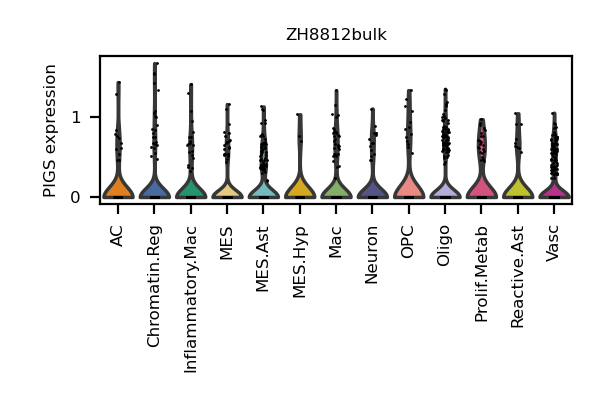 ZH8812bulk
PIGS expression
1
0
AC
Chromatin.Reg
Inflammatory.Mac
MES
MES.Ast
MES.Hyp
Mac
Neuron
OPC
Oligo
Prolif.Metab
Reactive.Ast
Vasc